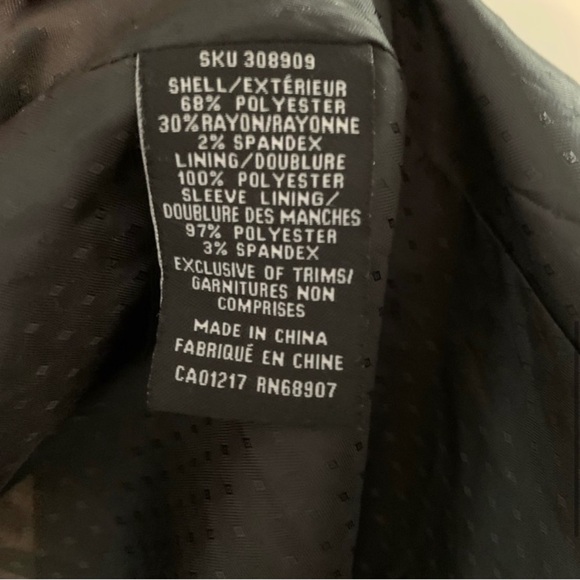 SKU 308909
SHELL/EXTÉRIEUR
68% POLYESTER
30%RAYON/RAYONNE
2% SPANDEX
LINING/DOUBLURE
100% POLYESTER
SLEEVE LINING/
DOUBLURE DES MANCHES
97% POLYESTER
3% SPANDEX
EXCLUSIVE OF TRIMS/
GARNITURES NON
COMPRISES
MADE IN CHINA
FABRIQUÉ EN CHINE
CA01217 RN68907